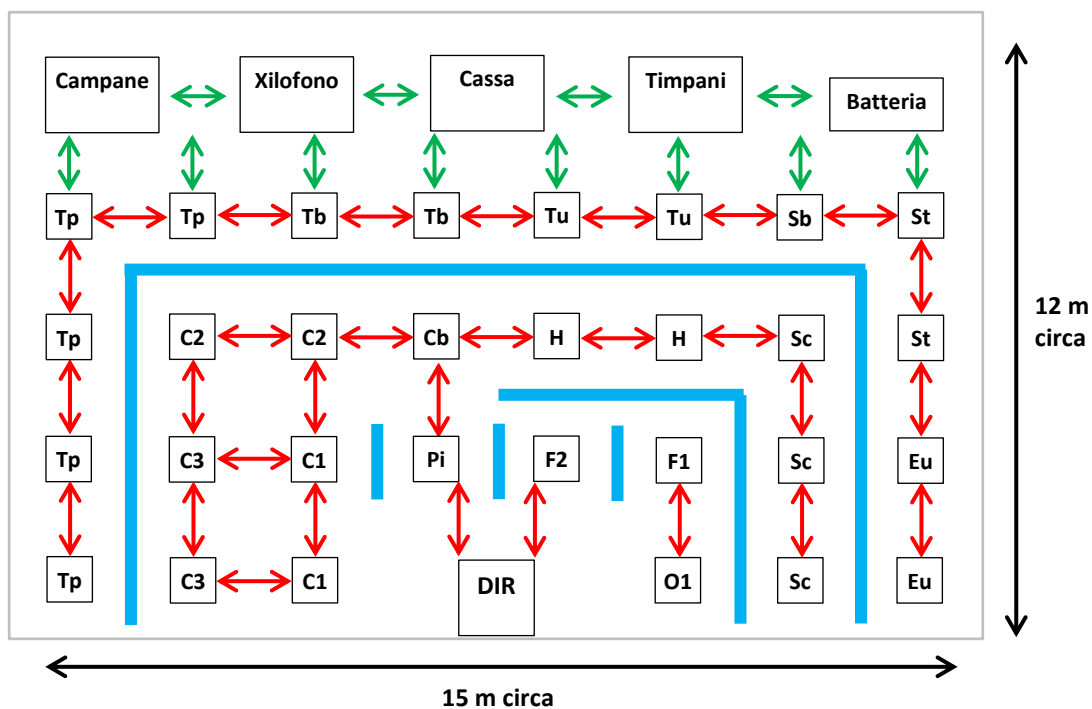 Campane Xilofono Cassa Timpani Batteria
Tp Tp Tb Tb Tu Tu Sb St
Tp C2 C2 Cb H H Sc St
12 m
circa
Tp C3 C1 Pi F2 F1 Sc Eu
Tp C3 C1 DIR O1 Sc Eu
15 m circa